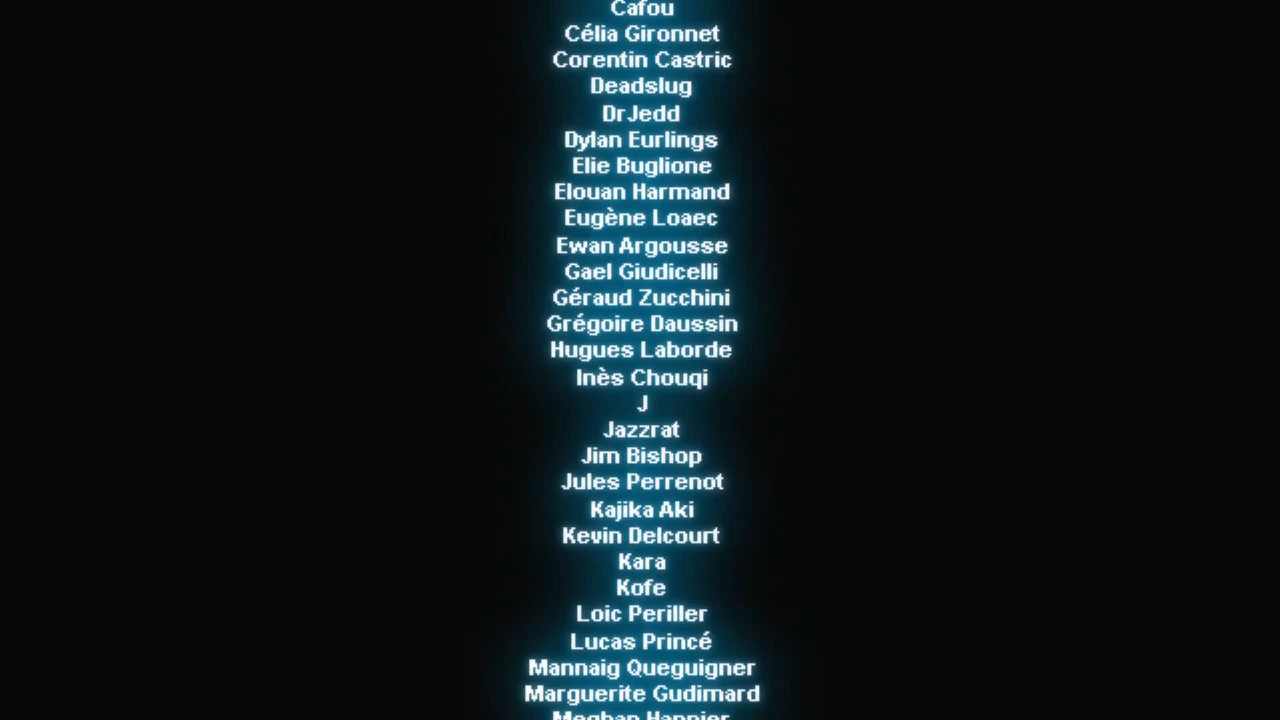 Cafou
Célia Gironnet
Corentin Castric
Deadslug
DrJedd
Dylan Eurlings
Elie Buglione
Elouan Harmand
Eugène Loaec
Ewan Argousse
Gael Giudicelli
Géraud Zucchini
Grégoire Daussin
Hugues Laborde
Inès Chouqi
J
Jazzrat
Jim Bishop
Jules Perrenot
Kajika Aki
Kevin Delcourt
Kara
Kofe
Loic Periller
Lucas Princé
Mannaig Queguigner
Marguerite Gudimard